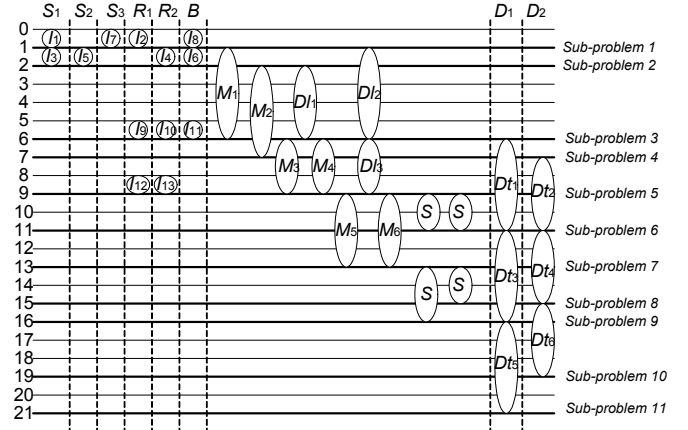 S1 S2 S3 R1 R2 B D1 D2
0
I1 I7 I2 I8
1 Sub-problem 1
I3 I5 I4 I6
2 Sub-problem 2
3
M1 Dl1 Dl2
4
M2
5
I9 I10 I11
6 Sub-problem 3
7 Sub-problem 4
M3 M4 Dl3
8
I12 I13 Dt1 Dt2
9 Sub-problem 5
10 S S
11 M5 M6 Sub-problem 6
12
13 Dt3 Dt4 Sub-problem 7
14 S S
15 Sub-problem 8
16 Sub-problem 9
17 Dt6
18 Dt5
19 Sub-problem 10
20
21 Sub-problem 11